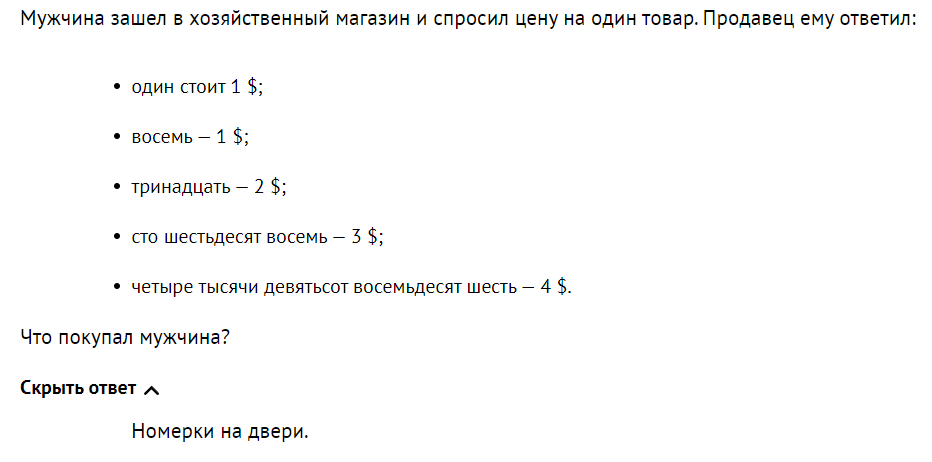 Мужчина зашел в хозяйственный магазин и спросил цену на один товар. Продавец ему ответил:
• один стоит 1 $;
• восемь — 1 $;
• тринадцать — 2 $;
• сто шестьдесят восемь — 3 $;
• четыре тысячи девятьсот восемьдесят шесть — 4 $.
Что покупал мужчина?
Скрыть ответ
Номерки на двери.